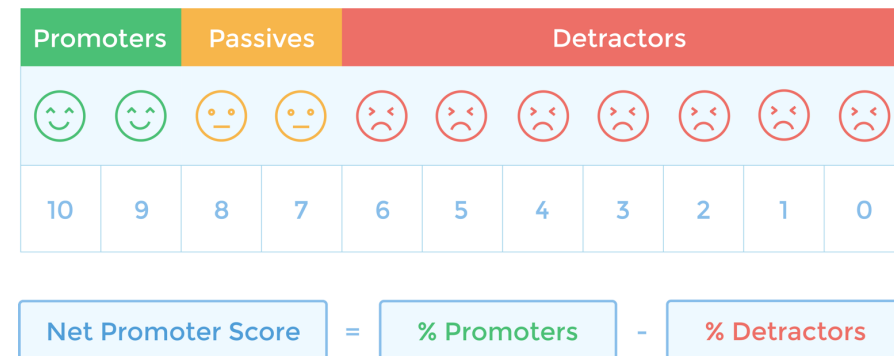 Promoters Passives Detractors
10 9 8 7 6 5 4 3 2 1 0
Net Promoter Score = % Promoters - % Detractors